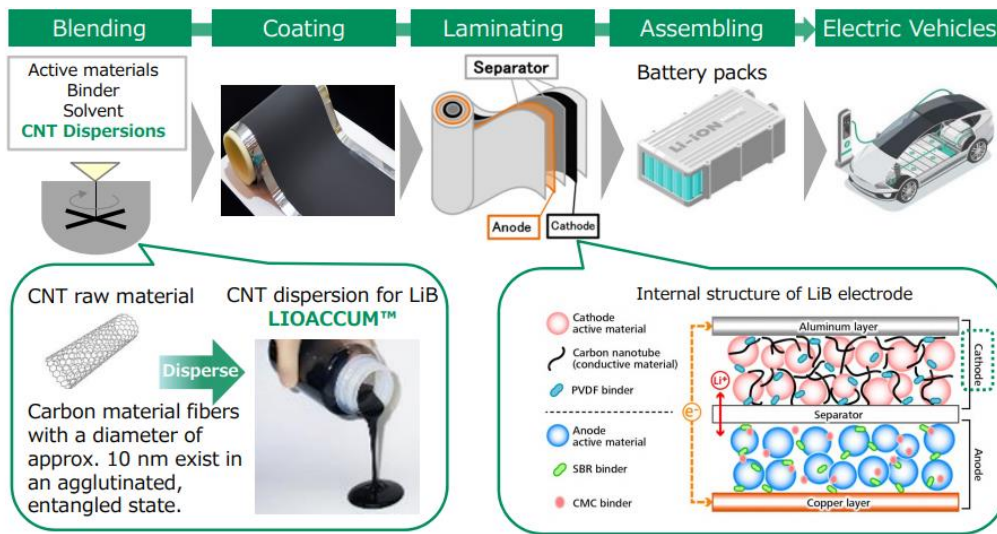 Blending
Coating
Laminating
Assembling
Electric Vehicles
Active materials
Binder
Solvent
CNT Dispersions
Separator
Anode
Cathode
Battery packs
Li-ION
CNT raw material
Disperse
CNT dispersion for LiB
LIOACCUM™
Carbon material fibers
with a diameter of
approx. 10 nm exist in
an agglutinated,
entangled state.
Internal structure of LiB electrode
Cathode
active material
Carbon nanotube
(conductive material)
PVDF binder
Anode
active material
SBR binder
CMC binder
e-
Li+
Aluminum layer
Separator
Copper layer
Cathode
Anode